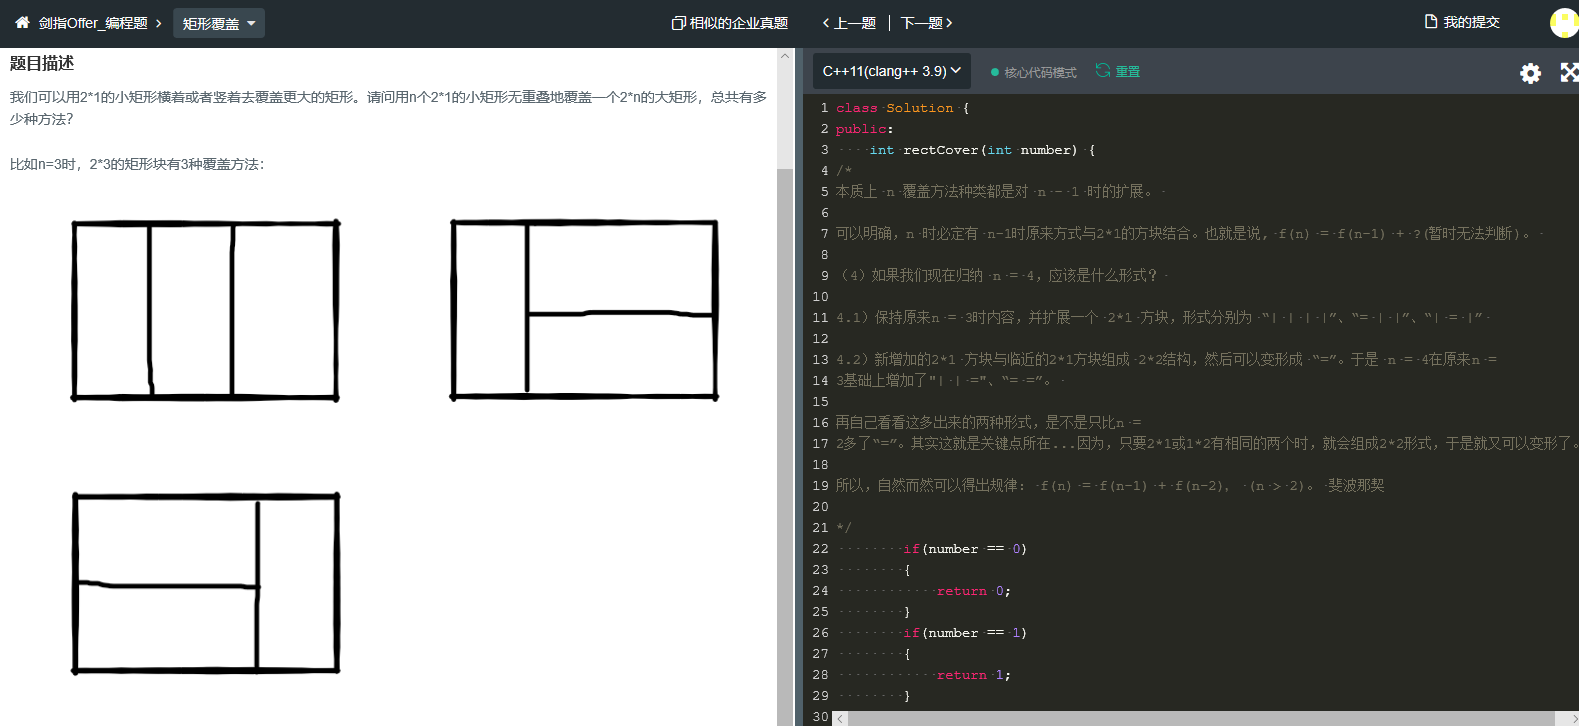 剑指Offer_编程题 > 矩形覆盖
相似的企业真题 上一题 | 下一题 我的提交
题目描述
我们可以用2*1的小矩形横着或者竖着去覆盖更大的矩形。请问用n个2*1的小矩形无重叠地覆盖一个2*n的大矩形，总共有多
少种方法?
比如n=3时，2*3的矩形块有3种覆盖方法：
C++11(clang++ 3.9) 核心代码模式 重置
1 class Solution {
2 public:
3 int rectCover(int number) {
4 /*
5 本质上 n 覆盖方法种类都是对 n - 1 时的扩展。
6
7 可以明确，n 时必定有 n-1时原来方式与2*1的方块结合。也就是说, f(n) = f(n-1) + ?(暂时无法判断)。
8
9 （4）如果我们现在归纳 n = 4，应该是什么形式？
10
11 4.1）保持原来n = 3时内容，并扩展一个 2*1 方块，形式分别为 “| | | |”、“= | |”、“| = |”
12
13 4.2）新增加的2*1 方块与临近的2*1方块组成 2*2结构，然后可以变形成 “=”。于是 n = 4在原来n =
14 3基础上增加了"| | ="、“= =”。
15
16 再自己看看这多出来的两种形式，是不是只比n =
17 2多了“=”。其实这就是关键点所在...因为，只要2*1或1*2有相同的两个时，就会组成2*2形式，于是就又可以变形了。
18
19 所以，自然而然可以得出规律： f(n) = f(n-1) + f(n-2)， (n > 2)。 斐波那契
20
21 */
22 if(number == 0)
23 {
24 return 0;
25 }
26 if(number == 1)
27 {
28 return 1;
29 }
30